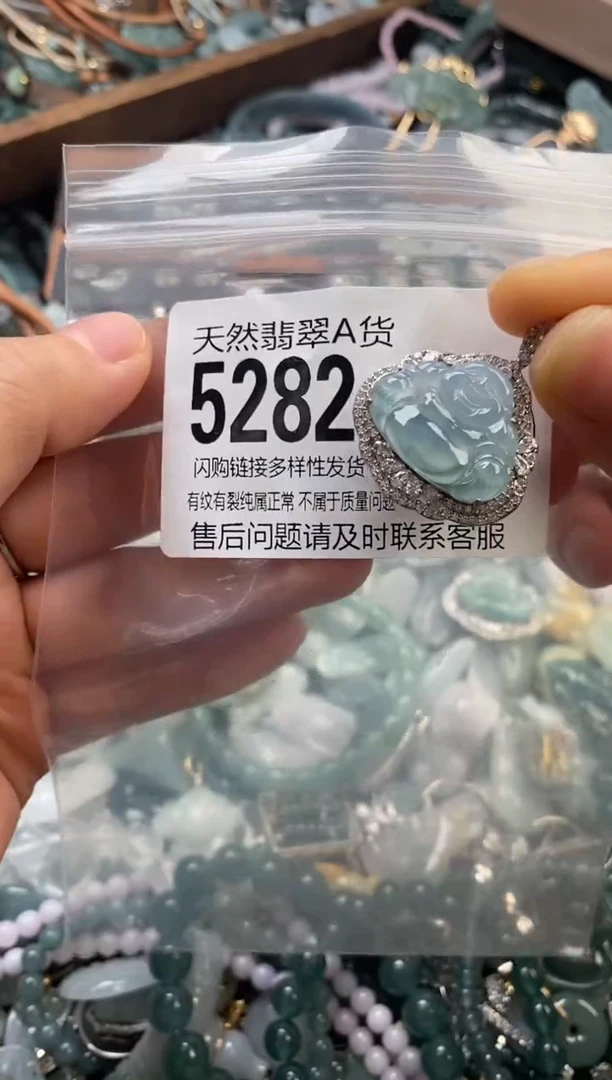 天然翡翠A货
5282
闪购链接多样性发货
有纹有裂纯属正常 不属于质量问题
售后问题请及时联系客服